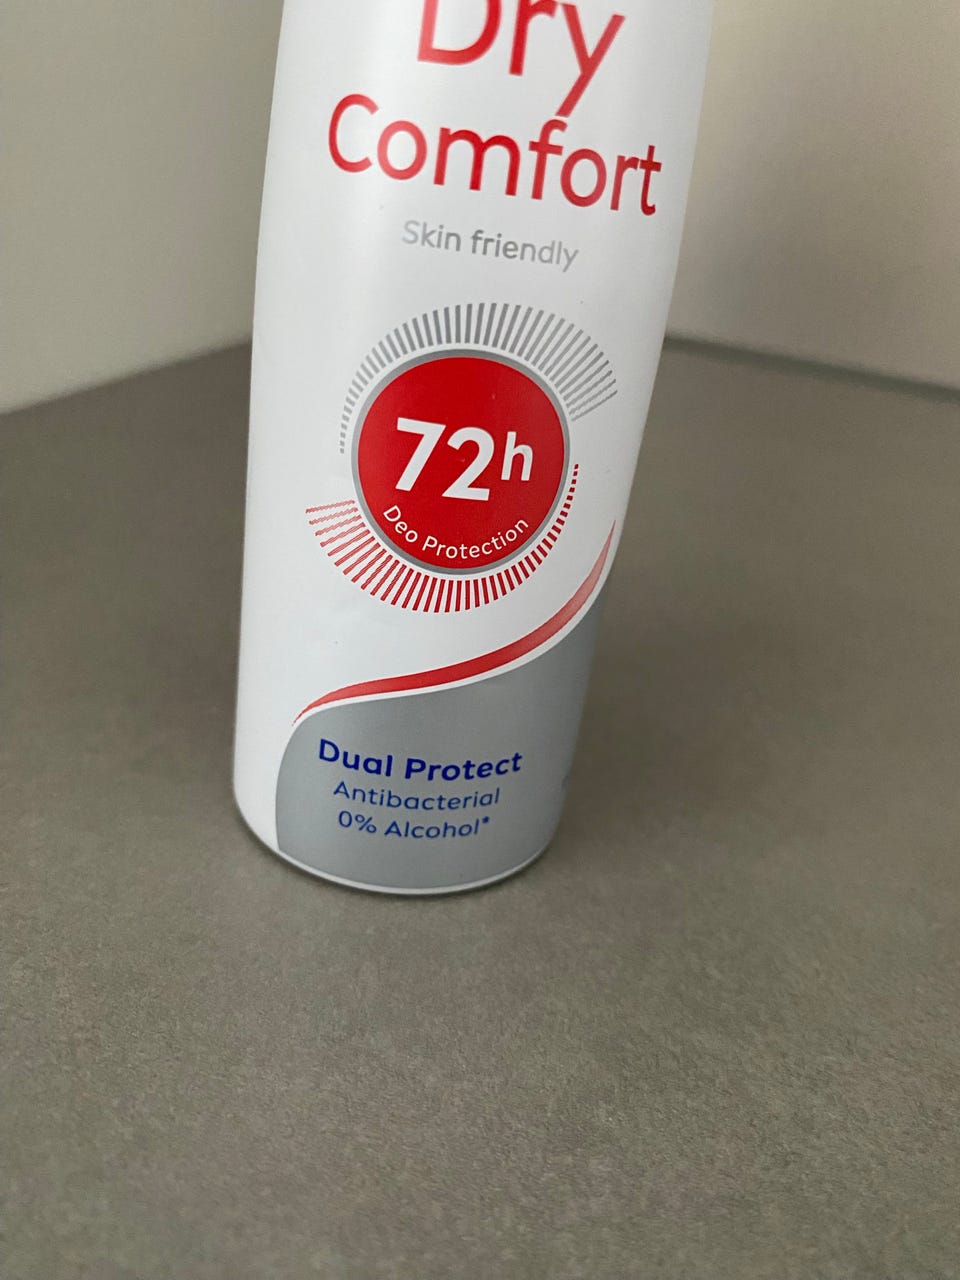 Dry
Comfort
Skin friendly
72h
Deo Protection
Dual Protect
Antibacterial
0% Alcohol*